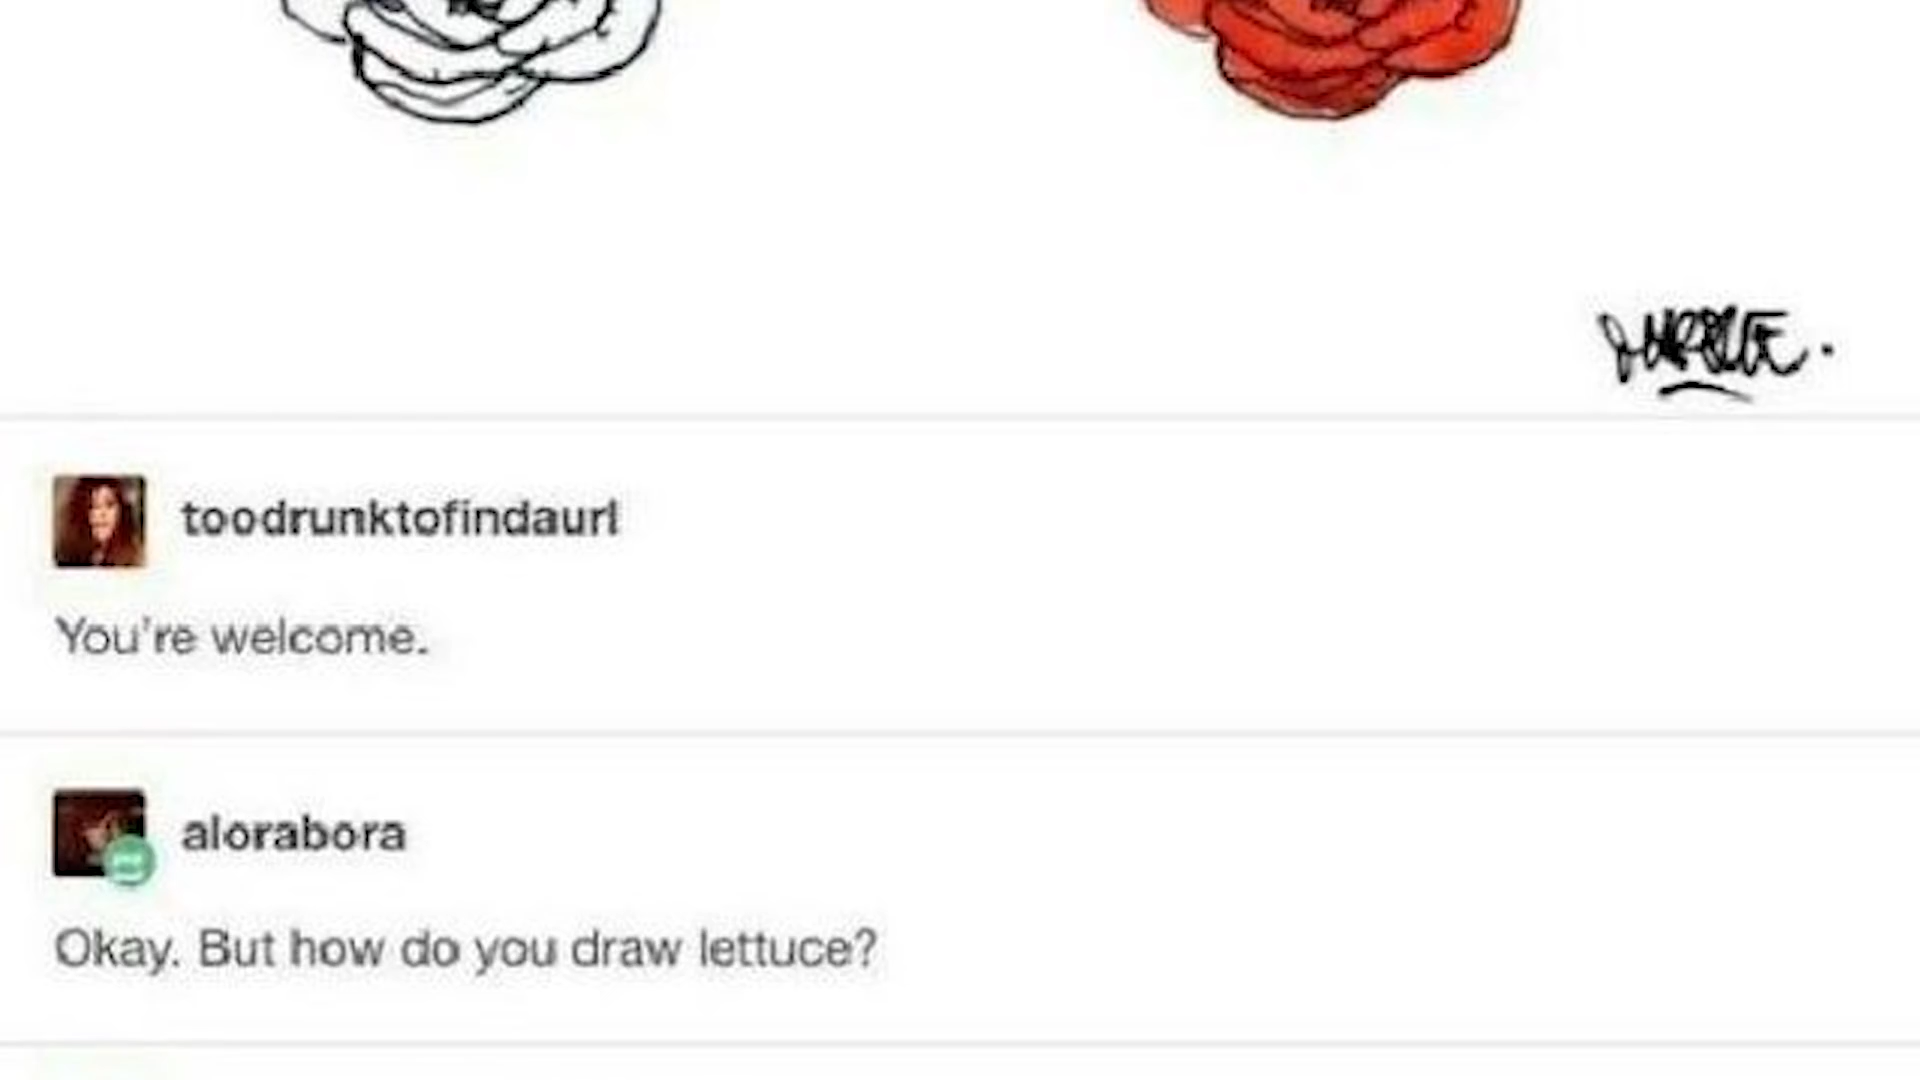 toodrunktofindaurl
You're welcome.
alorabora
Okay. But how do you draw lettuce?